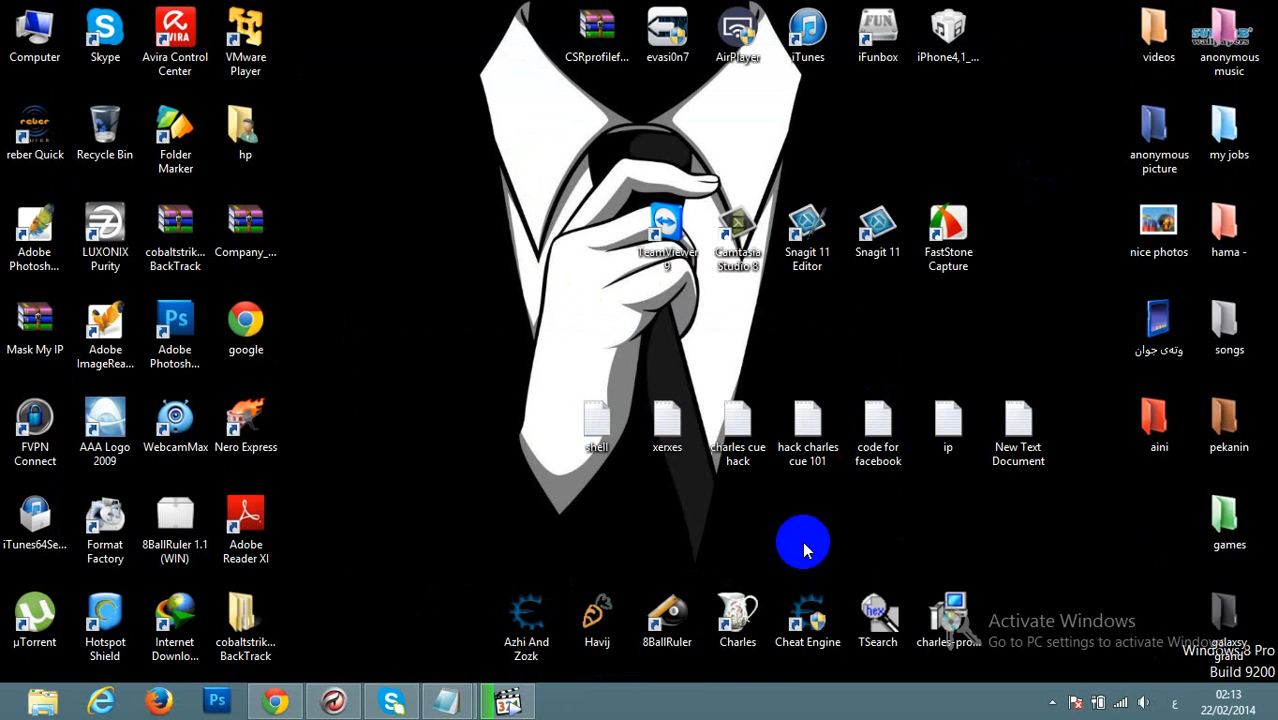 Computer
Skype
Avira Control
Center
VMware
Player
CSRprofilef...
evasi0n7
AirPlayer
iTunes
iFunbox
iPhone4,1_...
videos
anonymous
music
reber Quick
Recycle Bin
Folder
Marker
hp
anonymous
picture
my jobs
Adobe
Photosh...
LUXONIX
Purity
cobaltstrik...
BackTrack
Company_...
TeamViewer
9
Camtasia
Studio 8
Snagit 11
Editor
Snagit 11
FastStone
Capture
nice photos
hama -
Mask My IP
Adobe
ImageRea...
Adobe
Photosh...
google
وتەی جوان
songs
FVPN
Connect
AAA Logo
2009
WebcamMax
Nero Express
shell
xerxes
charles cue
hack
hack charles
cue 101
code for
facebook
ip
New Text
Document
aini
pekanin
iTunes64Se...
Format
Factory
8BallRuler 1.1
(WIN)
Adobe
Reader XI
games
µTorrent
Hotspot
Shield
Internet
Downlo...
cobaltstrik...
BackTrack
Azhi And
Zozk
Havij
8BallRuler
Charles
Cheat Engine
TSearch
charles pro...
galaxsy
grand
Activate Windows
Go to PC settings to activate Windows
Windows 8 Pro
Build 9200
02:13
22/02/2014
ع